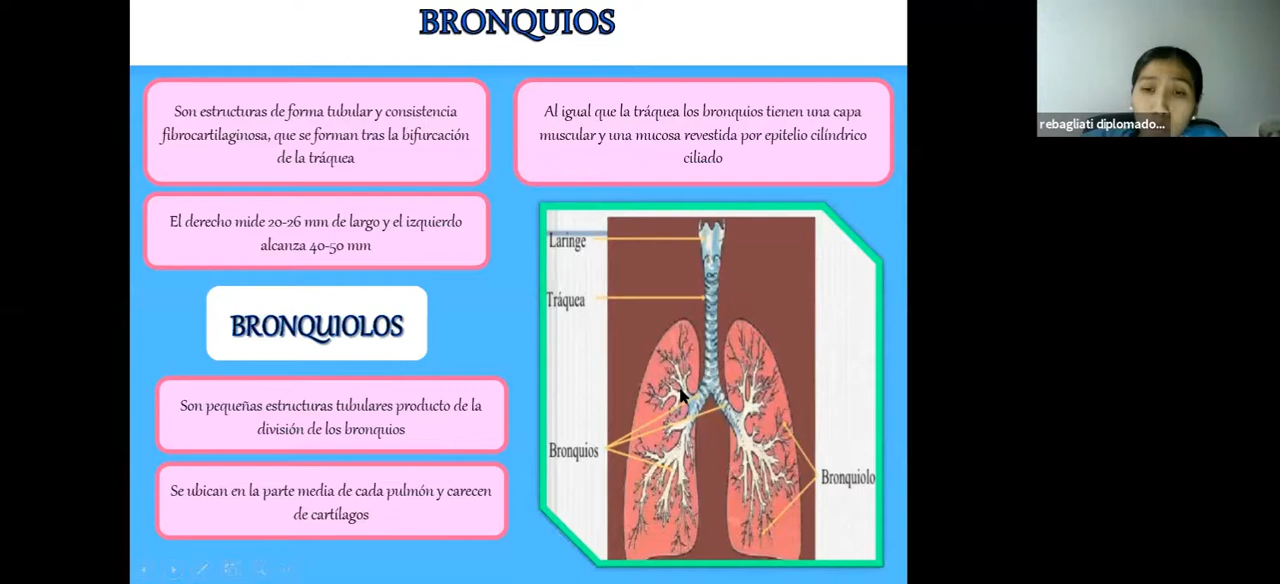 BRONQUIOS
Son estructuras de forma tubular y consistencia
fibrocartilaginosa, que se forman tras la bifurcación
de la tráquea
El derecho mide 20-26 mm de largo y el izquierdo
alcanza 40-50 mm
BRONQUIOLOS
Son pequeñas estructuras tubulares producto de la
división de los bronquios
Se ubican en la parte media de cada pulmón y carecen
de cartílagos
Al igual que la tráquea los bronquios tienen una capa
muscular y una mucosa revestida por epitelio cilíndrico
ciliado
Laringe
Tráquea
Bronquios
Bronquiolo
rebagliati diplomado...